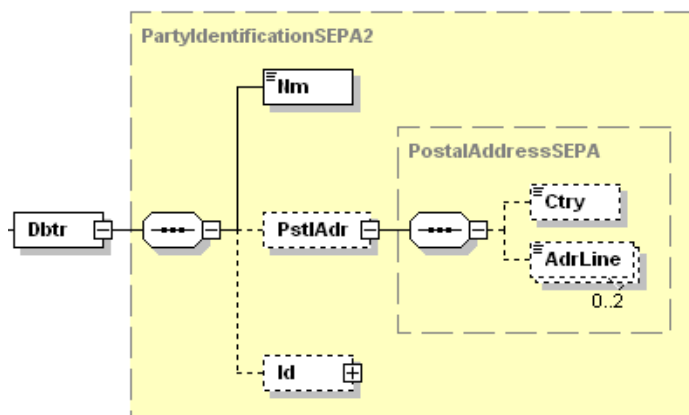 PartyIdentificationSEPA2
Nm
PostalAddressSEPA
Ctry
Dbtr
PstlAdr
AdrLine
0..2
Id